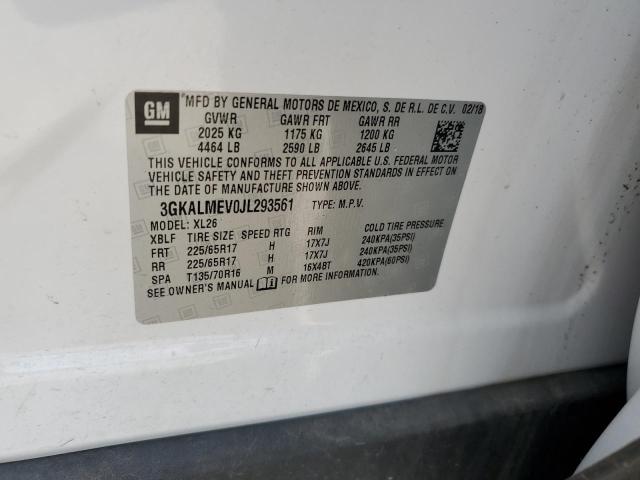 GM
MFD BY GENERAL MOTORS DE MEXICO, S. DE R.L. DE C.V. 02/18
GVWR GAWR FRT GAWR RR
2025 KG 1175 KG 1200 KG
4464 LB 2590 LB 2645 LB
THIS VEHICLE CONFORMS TO ALL APPLICABLE U.S. FEDERAL MOTOR
VEHICLE SAFETY AND THEFT PREVENTION STANDARDS IN EFFECT ON
THE DATE OF MANUFACTURE SHOWN ABOVE.
3GKALMEV0JL293561 TYPE: M.P.V.
MODEL: XL26
XBLF TIRE SIZE SPEED RTG RIM COLD TIRE PRESSURE
FRT 225/65R17 H 17X7J 240KPA(35PSI)
RR 225/65R17 H 17X7J 240KPA(35PSI)
SPA T135/70R16 M 16X4BT 420KPA(60PSI)
SEE OWNER'S MANUAL FOR MORE INFORMATION.